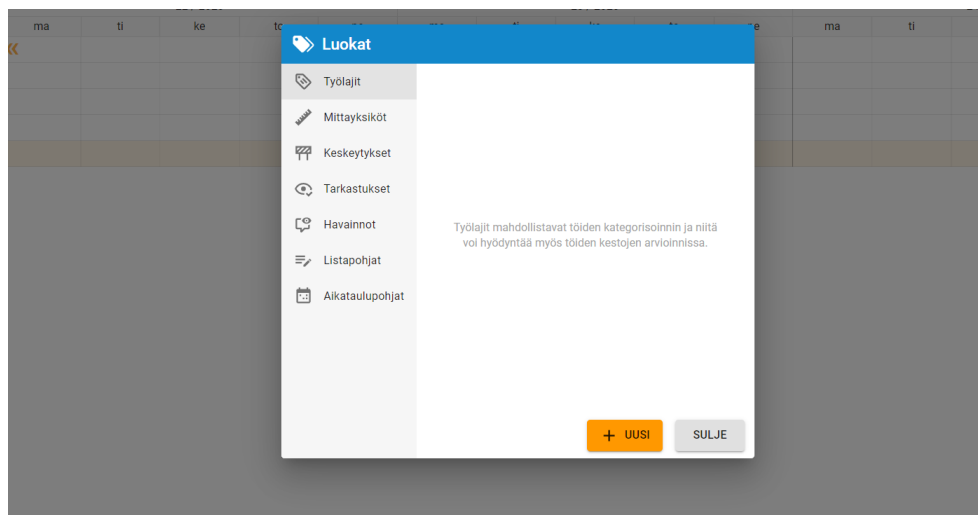 ma ti ke ma ti
Luokat
Työlajit
Mittayksiköt
Keskeytykset
Tarkastukset
Havainnot
Listapohjat
Aikataulupohjat
Työlajit mahdollistavat töiden kategorisoinnin ja niitä
voi hyödyntää myös töiden kestojen arvioinnissa.
+ UUSI
SULJE